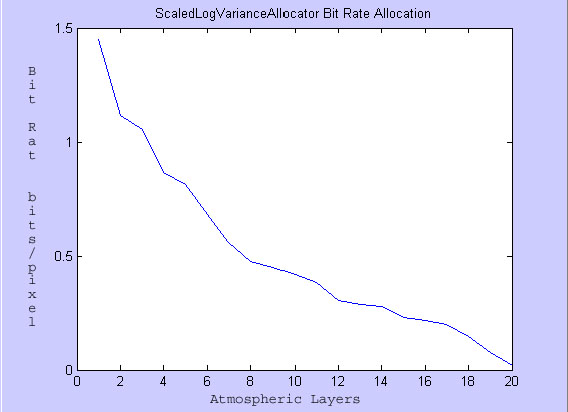 ScaledLogVarianceAllocator Bit Rate Allocation
1.5
1
0.5
0
Bit Rat bits/pixel
0 2 4 6 8 10 12 14 16 18 20
Atmospheric Layers